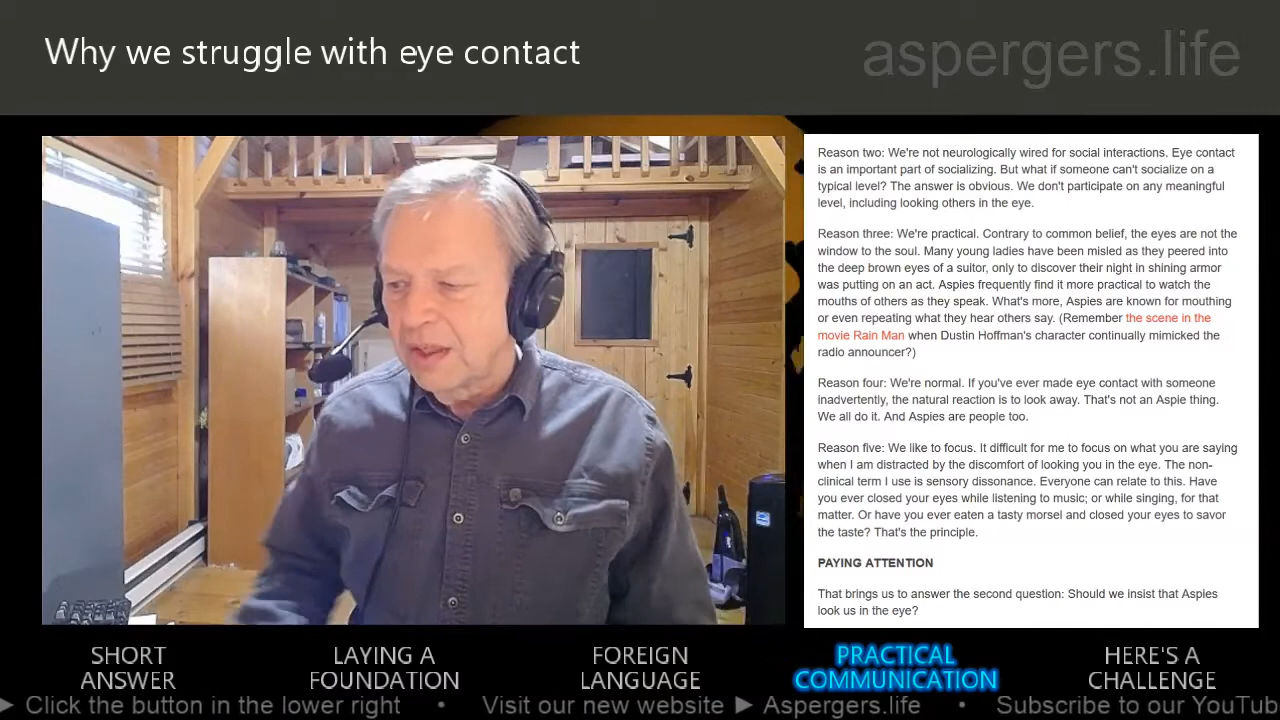 Why we struggle with eye contact
aspergers.life
Reason two: We're not neurologically wired for social interactions. Eye contact
is an important part of socializing. But what if someone can't socialize on a
typical level? The answer is obvious. We don't participate on any meaningful
level, including looking others in the eye.
Reason three: We're practical. Contrary to common belief, the eyes are not the
window to the soul. Many young ladies have been misled as they peered into
the deep brown eyes of a suitor, only to discover their night in shining armor
was putting on an act. Aspies frequently find it more practical to watch the
mouths of others as they speak. What's more, Aspies are known for mouthing
or even repeating what they hear others say. (Remember the scene in the
movie Rain Man when Dustin Hoffman's character continually mimicked the
radio announcer?)
Reason four: We're normal. If you've ever made eye contact with someone
inadvertently, the natural reaction is to look away. That's not an Aspie thing.
We all do it. And Aspies are people too.
Reason five: We like to focus. It difficult for me to focus on what you are saying
when I am distracted by the discomfort of looking you in the eye. The non-
clinical term I use is sensory dissonance. Everyone can relate to this. Have
you ever closed your eyes while listening to music; or while singing, for that
matter. Or have you ever eaten a tasty morsel and closed your eyes to savor
the taste? That's the principle.
PAYING ATTENTION
That brings us to answer the second question: Should we insist that Aspies
look us in the eye?
SHORT
ANSWER
LAYING A
FOUNDATION
FOREIGN
LANGUAGE
PRACTICAL
COMMUNICATION
HERE'S A
CHALLENGE
► Click the button in the lower right • Visit our new website ► Aspergers.life • Subscribe to our YouTub